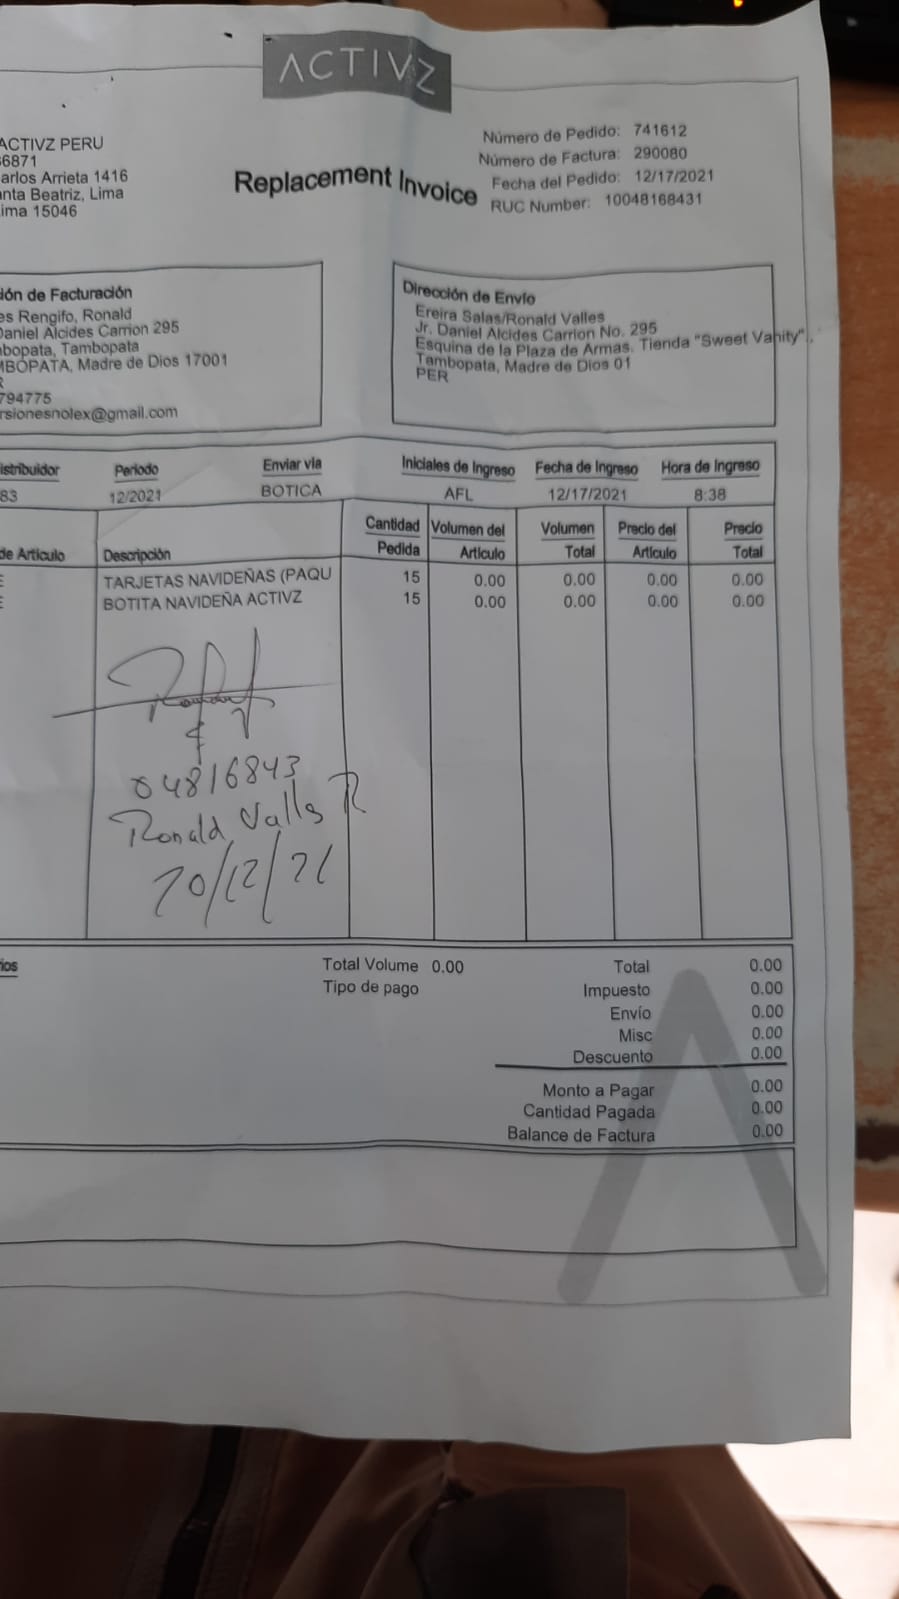 ACTIVZ
ACTIVZ PERU
6871
arlos Arrieta 1416
nta Beatriz, Lima
ima 15046
Replacement Invoice
Número de Pedido: 741612
Número de Factura: 290080
Fecha del Pedido: 12/17/2021
RUC Number: 10048168431
ión de Facturación
es Rengifo, Ronald
Daniel Alcides Carrion 295
mbopata, Tambopata
MBOPATA, Madre de Dios 17001
R
794775
rsionesnolex@gmail.com
Dirección de Envío
Ereira Salas/Ronald Valles
Jr. Daniel Alcides Carrion No. 295
Esquina de la Plaza de Armas. Tienda "Sweet Vanity".
Tambopata, Madre de Dios 01
PER
istribuidor Periodo Enviar via Iniciales de Ingreso Fecha de Ingreso Hora de Ingreso
83 12/2021 BOTICA AFL 12/17/2021 8:38
de Artículo Descripción Cantidad Pedida Volumen del Artículo Volumen Total Precio del Artículo Precio Total
E TARJETAS NAVIDEÑAS (PAQU 15 0.00 0.00 0.00 0.00
E BOTITA NAVIDEÑA ACTIVZ 15 0.00 0.00 0.00 0.00
04816843
Ronald Valls R
20/12/21
ios
Total Volume 0.00
Tipo de pago
Total 0.00
Impuesto 0.00
Envío 0.00
Misc 0.00
Descuento 0.00
Monto a Pagar 0.00
Cantidad Pagada 0.00
Balance de Factura 0.00